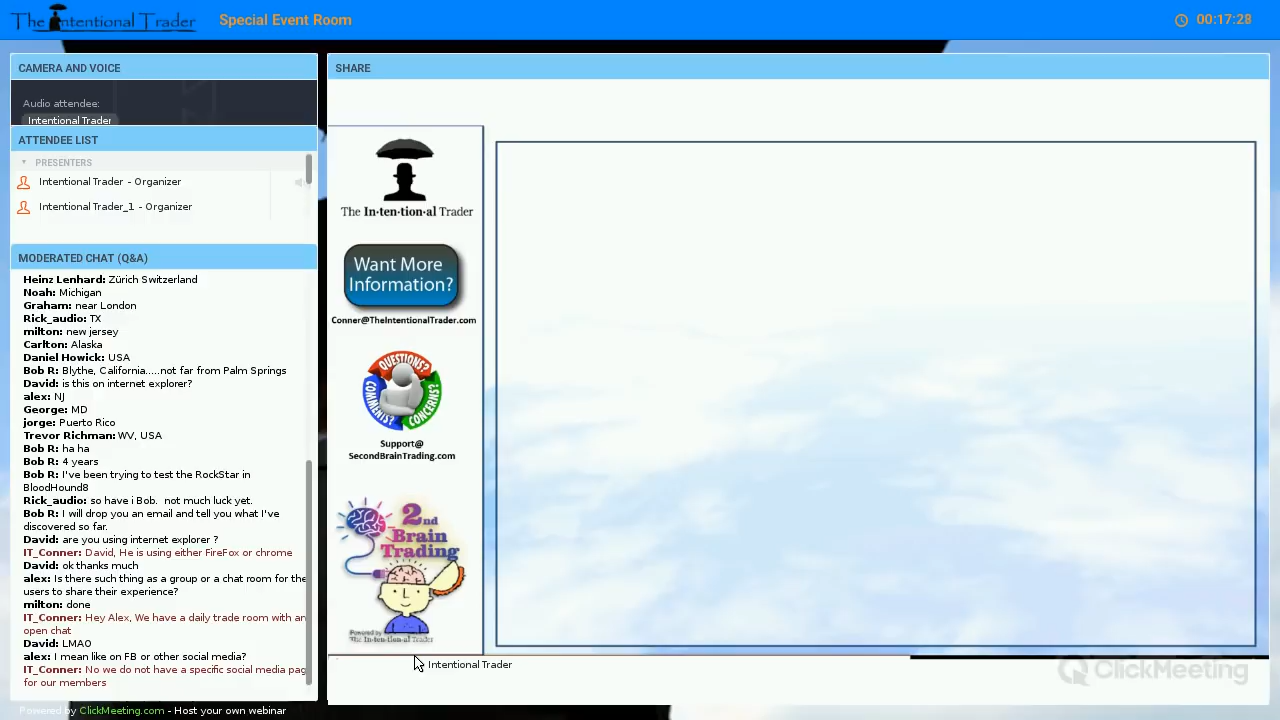 The Intentional Trader
Special Event Room
00:17:28
CAMERA AND VOICE
Audio attendee:
Intentional Trader
ATTENDEE LIST
PRESENTERS
Intentional Trader - Organizer
Intentional Trader_1 - Organizer
MODERATED CHAT (Q&A)
Heinz Lenhard: Zürich Switzerland
Noah: Michigan
Graham: near London
Rick_audio: TX
milton: new jersey
Carlton: Alaska
Daniel Howick: USA
Bob R: Blythe, California.....not far from Palm Springs
David: is this on internet explorer?
alex: NJ
George: MD
jorge: Puerto Rico
Trevor Richman: WV, USA
Bob R: ha ha
Bob R: 4 years
Bob R: I've been trying to test the RockStar in
BloodHound8
Rick_audio: so have i Bob. not much luck yet.
Bob R: I will drop you an email and tell you what I've
discovered so far.
David: are you using internet explorer ?
IT_Conner: David, He is using either FireFox or chrome
David: ok thanks much
alex: Is there such thing as a group or a chat room for the
users to share their experience?
milton: done
IT_Conner: Hey Alex, We have a daily trade room with an
open chat
David: LMAO
alex: I mean like on FB or other social media?
IT_Conner: No we do not have a specific social media pag
for our members
Powered by ClickMeeting.com - Host your own webinar
SHARE
The In·ten·tion·al Trader
Want More
Information?
Conner@TheIntentionalTrader.com
QUESTIONS?
COMMENTS?
CONCERNS?
Support@
SecondBrainTrading.com
2nd
Brain
Trading
Powered by
The In-ten-tion-al Trader
Intentional Trader
ClickMeeting